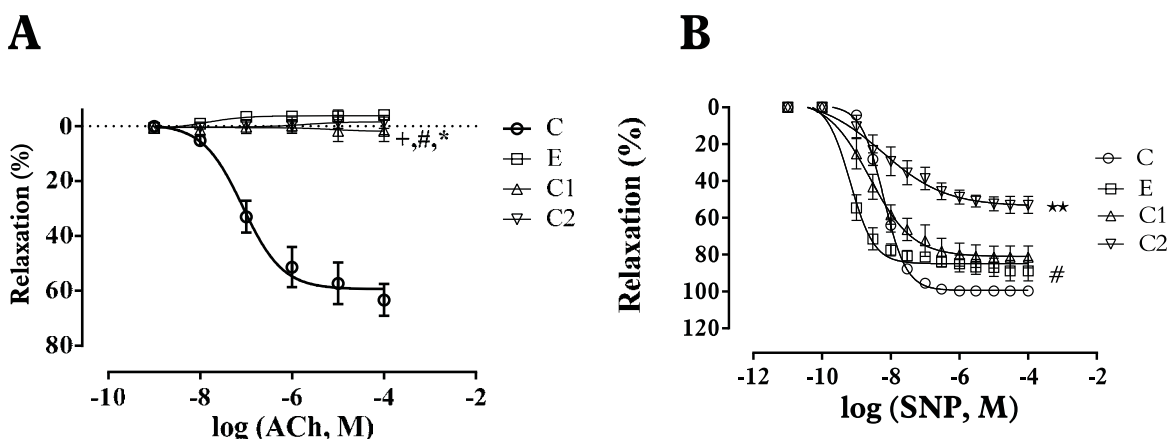 A
B
0
20
40
60
80
Relaxation (%)
+,#,*
C
E
C1
C2
-10
-8
-6
-4
-2
log (ACh, M)
0
20
40
60
80
100
120
Relaxation (%)
**
#
C
E
C1
C2
-12
-10
-8
-6
-4
-2
log (SNP, M)